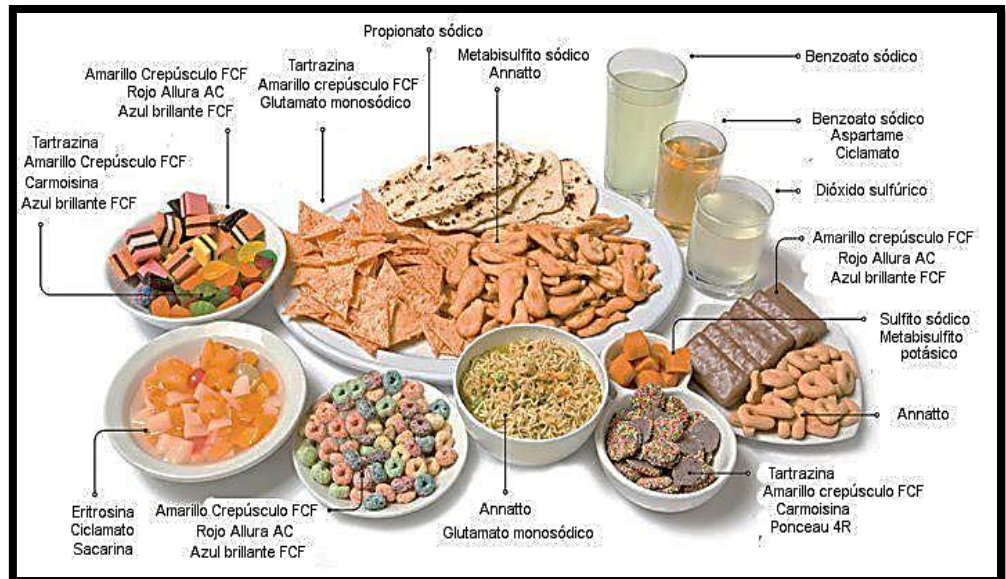 Propionato sódico
Metabisulfito sódico
Annatto
Benzoato sódico
Tartrazina
Amarillo crepúsculo FCF
Glutamato monosódico
Amarillo Crepúsculo FCF
Rojo Allura AC
Azul brillante FCF
Benzoato sódico
Aspartame
Ciclamato
Tartrazina
Amarillo Crepúsculo FCF
Carmoisina
Azul brillante FCF
Dióxido sulfúrico
Amarillo crepúsculo FCF
Rojo Allura AC
Azul brillante FCF
Sulfito sódico
Metabisulfito
potásico
Annatto
Eritrosina
Ciclamato
Sacarina
Amarillo Crepúsculo FCF
Rojo Allura AC
Azul brillante FCF
Annatto
Glutamato monosódico
Tartrazina
Amarillo crepúsculo FCF
Carmoisina
Ponceau 4R